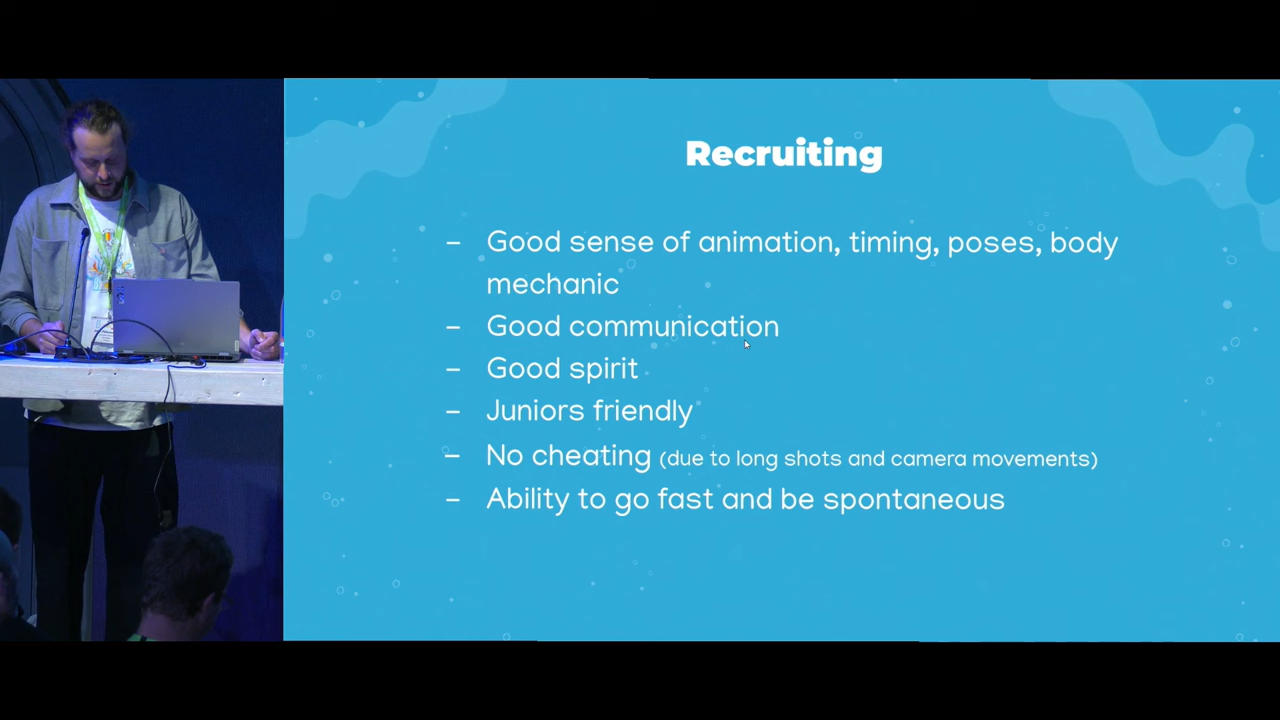 Recruiting
– Good sense of animation, timing, poses, body
mechanic
– Good communication
– Good spirit
– Juniors friendly
– No cheating (due to long shots and camera movements)
– Ability to go fast and be spontaneous